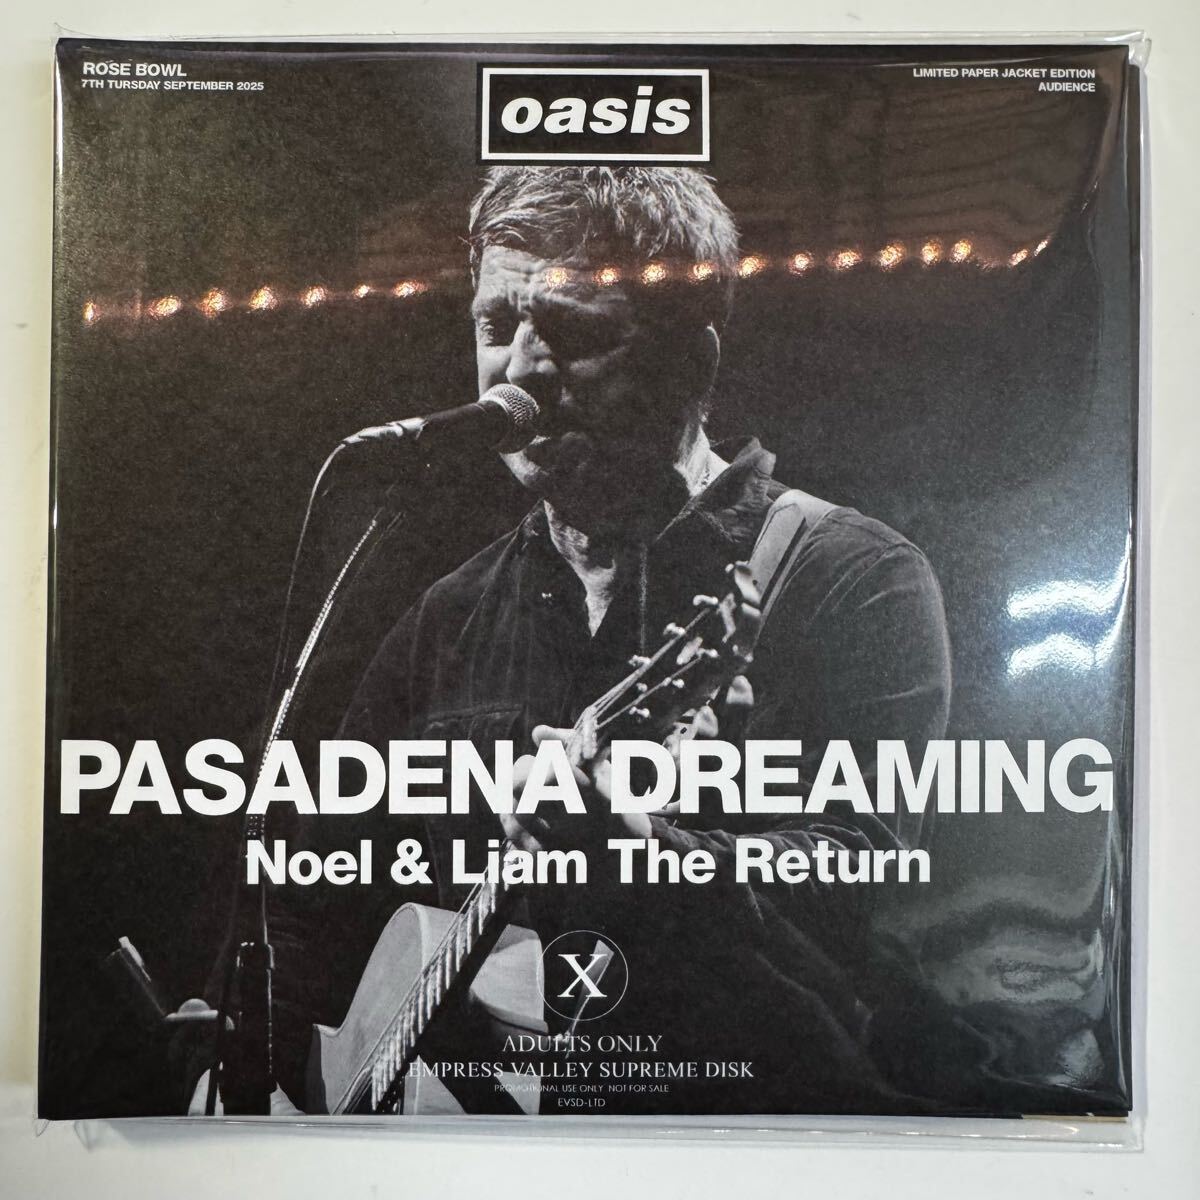 ROSE BOWL
7TH TURSDAY SEPTEMBER 2025
LIMITED PAPER JACKET EDITION
AUDIENCE
oasis
PASADENA DREAMING
Noel & Liam The Return
X
ADULTS ONLY
EMPRESS VALLEY SUPREME DISK
PROMOTIONAL USE ONLY NOT FOR SALE
EVSD-LTD